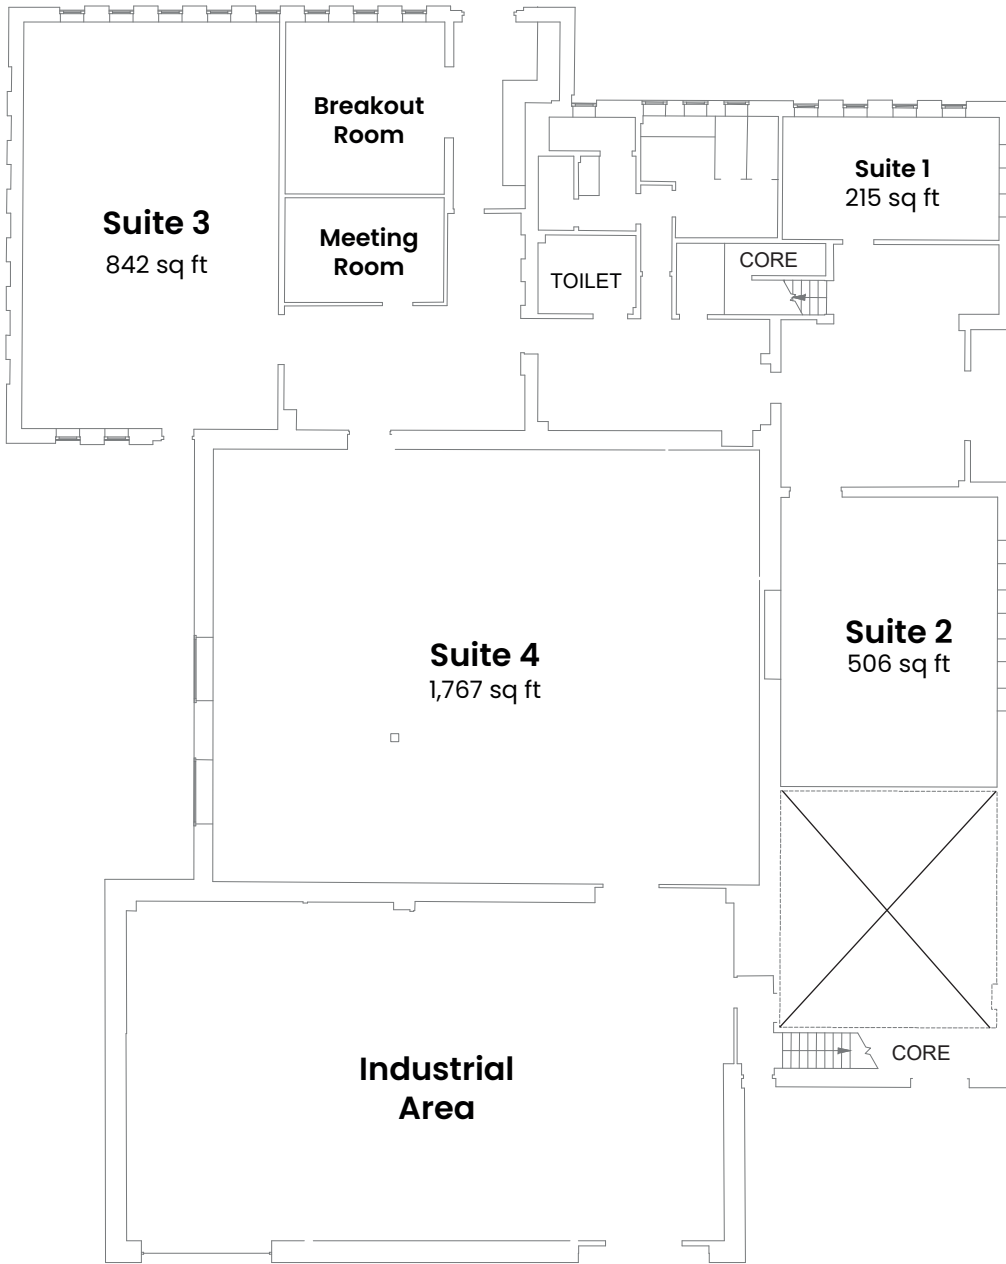 Breakout
Room
Suite 1
215 sq ft
Suite 3
842 sq ft
Meeting
Room
CORE
TOILET
Suite 4
1,767 sq ft
Suite 2
506 sq ft
Industrial
Area
CORE